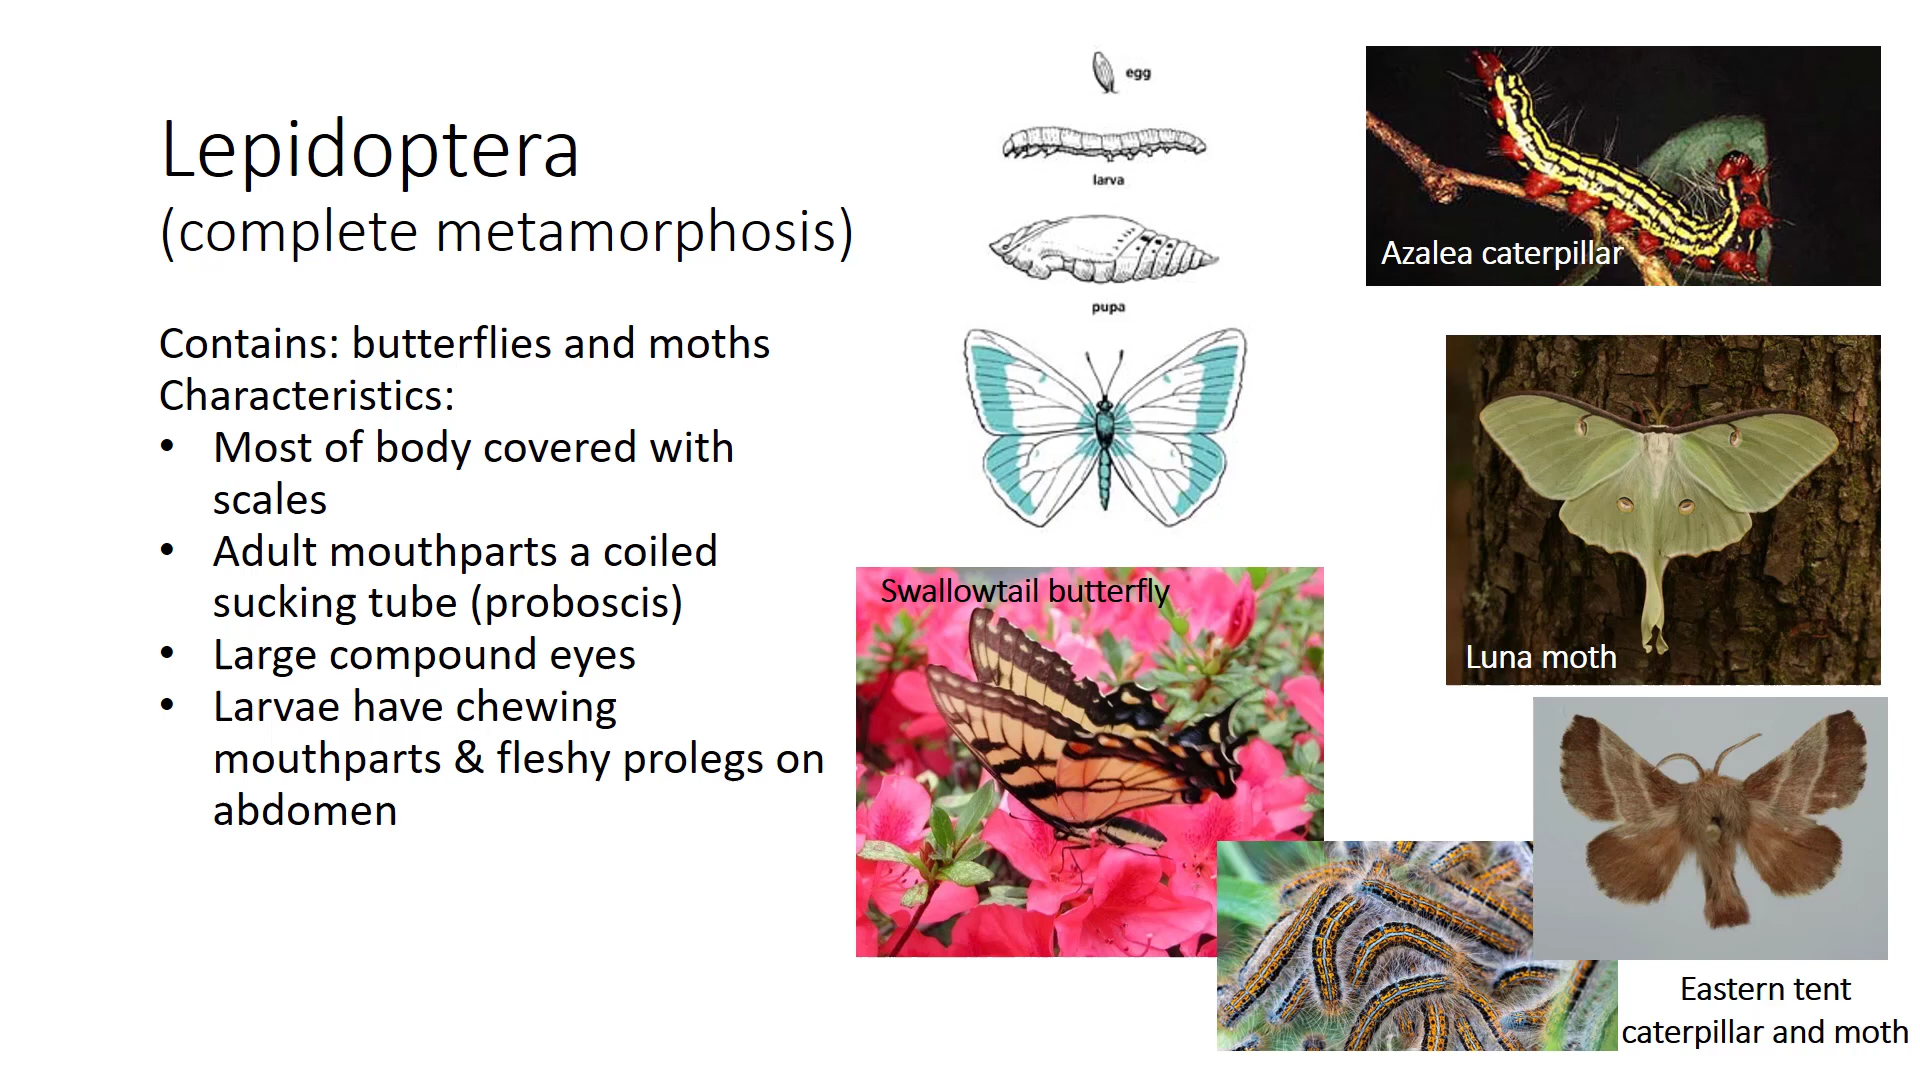 Lepidoptera
(complete metamorphosis)
Contains: butterflies and moths
Characteristics:
• Most of body covered with
scales
• Adult mouthparts a coiled
sucking tube (proboscis)
• Large compound eyes
• Larvae have chewing
mouthparts & fleshy prolegs on
abdomen
egg
larva
pupa
Azalea caterpillar
Luna moth
Swallowtail butterfly
Eastern tent
caterpillar and moth